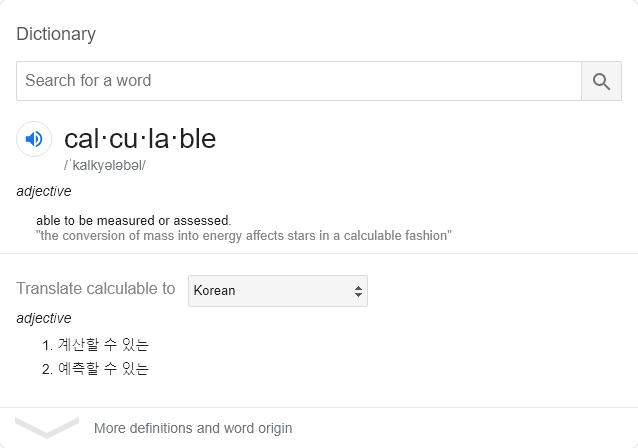 Dictionary
Search for a word
cal·cu·la·ble
/ˈkalkyələbəl/
adjective
able to be measured or assessed.
"the conversion of mass into energy affects stars in a calculable fashion"
Translate calculable to Korean
adjective
1. 계산할 수 있는
2. 예측할 수 있는
More definitions and word origin